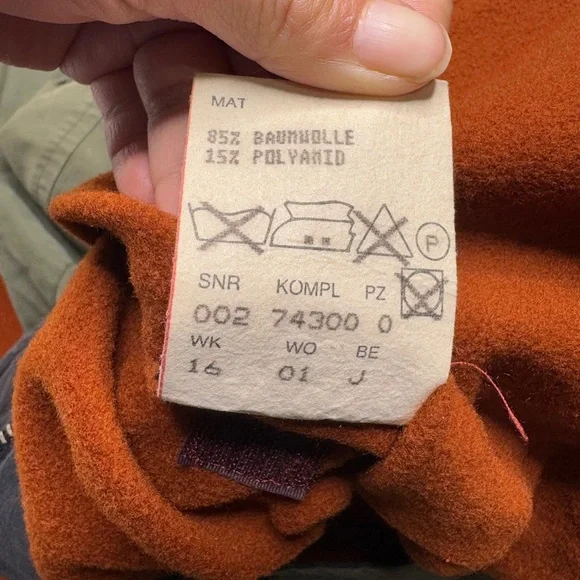 MAT
85% BAUMWOLLE
15% POLYAMID
P
SNR KOMPL PZ
002 74300 0
WK WO BE
16 01 J